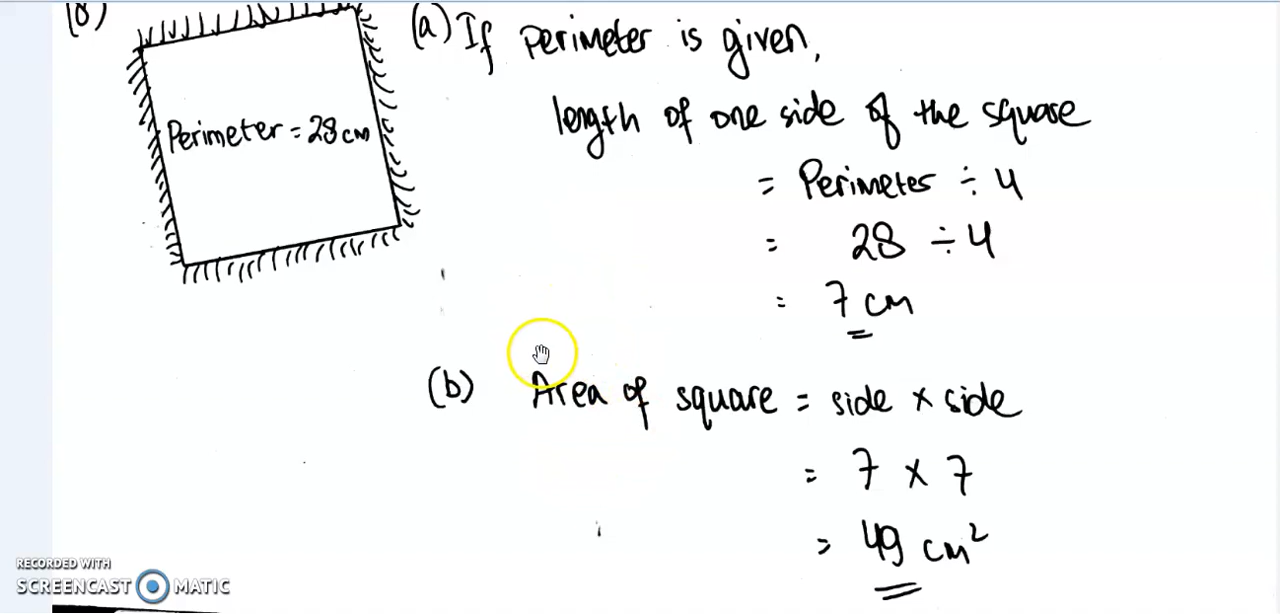 (8)
(a) If perimeter is given,
length of one side of the square
Perimeter = 28 cm
= Perimeter ÷ 4
= 28 ÷ 4
= 7 cm
(b) Area of square = side × side
= 7 × 7
= 49 cm²
RECORDED WITH
SCREENCAST MATIC